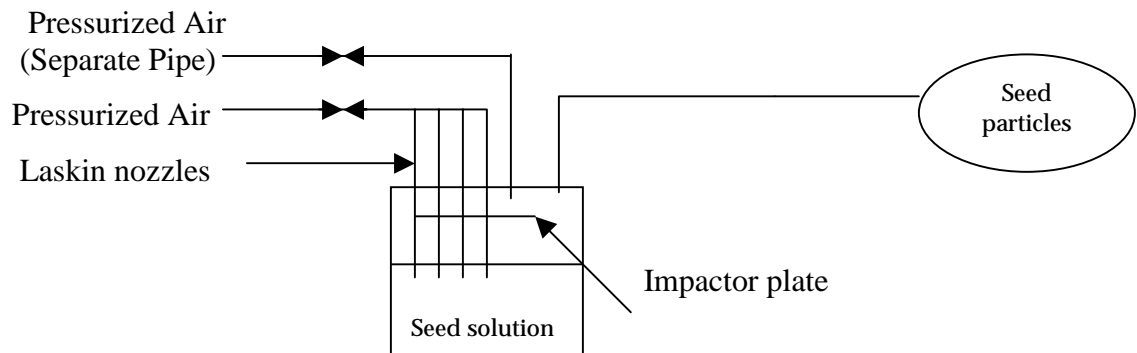 Pressurized Air
(Separate Pipe)
Pressurized Air
Laskin nozzles
Seed
particles
Impactor plate
Seed solution